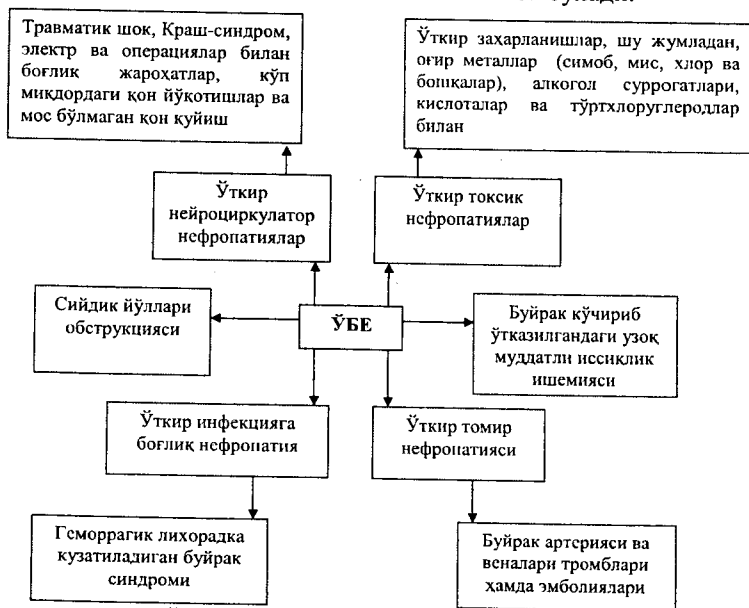 Травматик шок, Краш-синдром,
электр ва операциялар билан
боғлиқ жароҳатлар, кўп
миқдордаги қон йўқотишлар ва
мос бўлмаган қон қуйиш
Ўткир заҳарланишлар, шу жумладан,
оғир металлар (симоб, мис, хлор ва
бошқалар), алкогол суррогатлари,
кислоталар ва тўртхлоруглеродлар
билан
Ўткир
нейроциркулатор
нефропатиялар
Ўткир токсик
нефропатиялар
Сийдик йўллари
обструкцияси
ЎБЕ
Буйрак кўчириб
ўтказилгандаги узоқ
муддатли иссиқлик
ишемияси
Ўткир инфекцияга
боғлиқ нефропатия
Ўткир томир
нефропатияси
Геморрагик лихорадка
кузатиладиган буйрак
синдроми
Буйрак артерияси ва
веналари тромблари
ҳамда эмболиялари